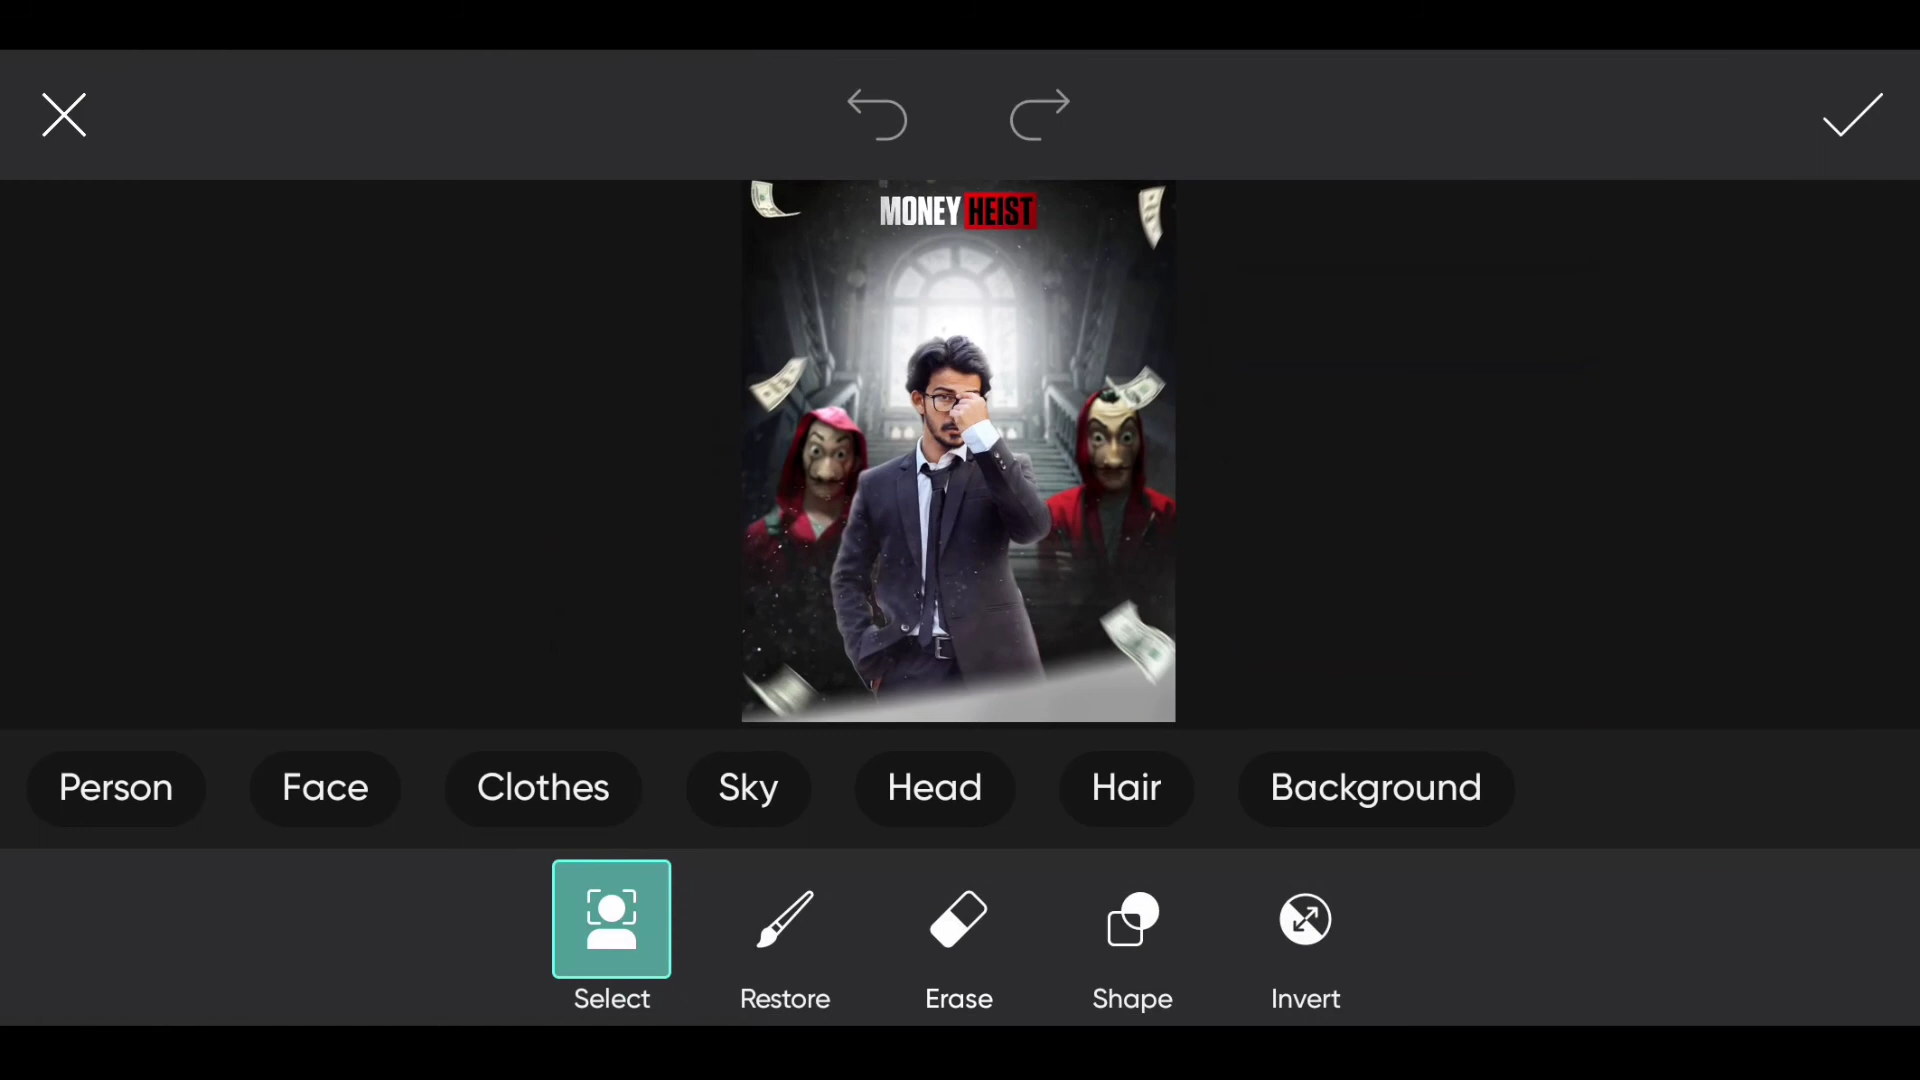 MONEY HEIST
Person Face Clothes Sky Head Hair Background
Select Restore Erase Shape Invert